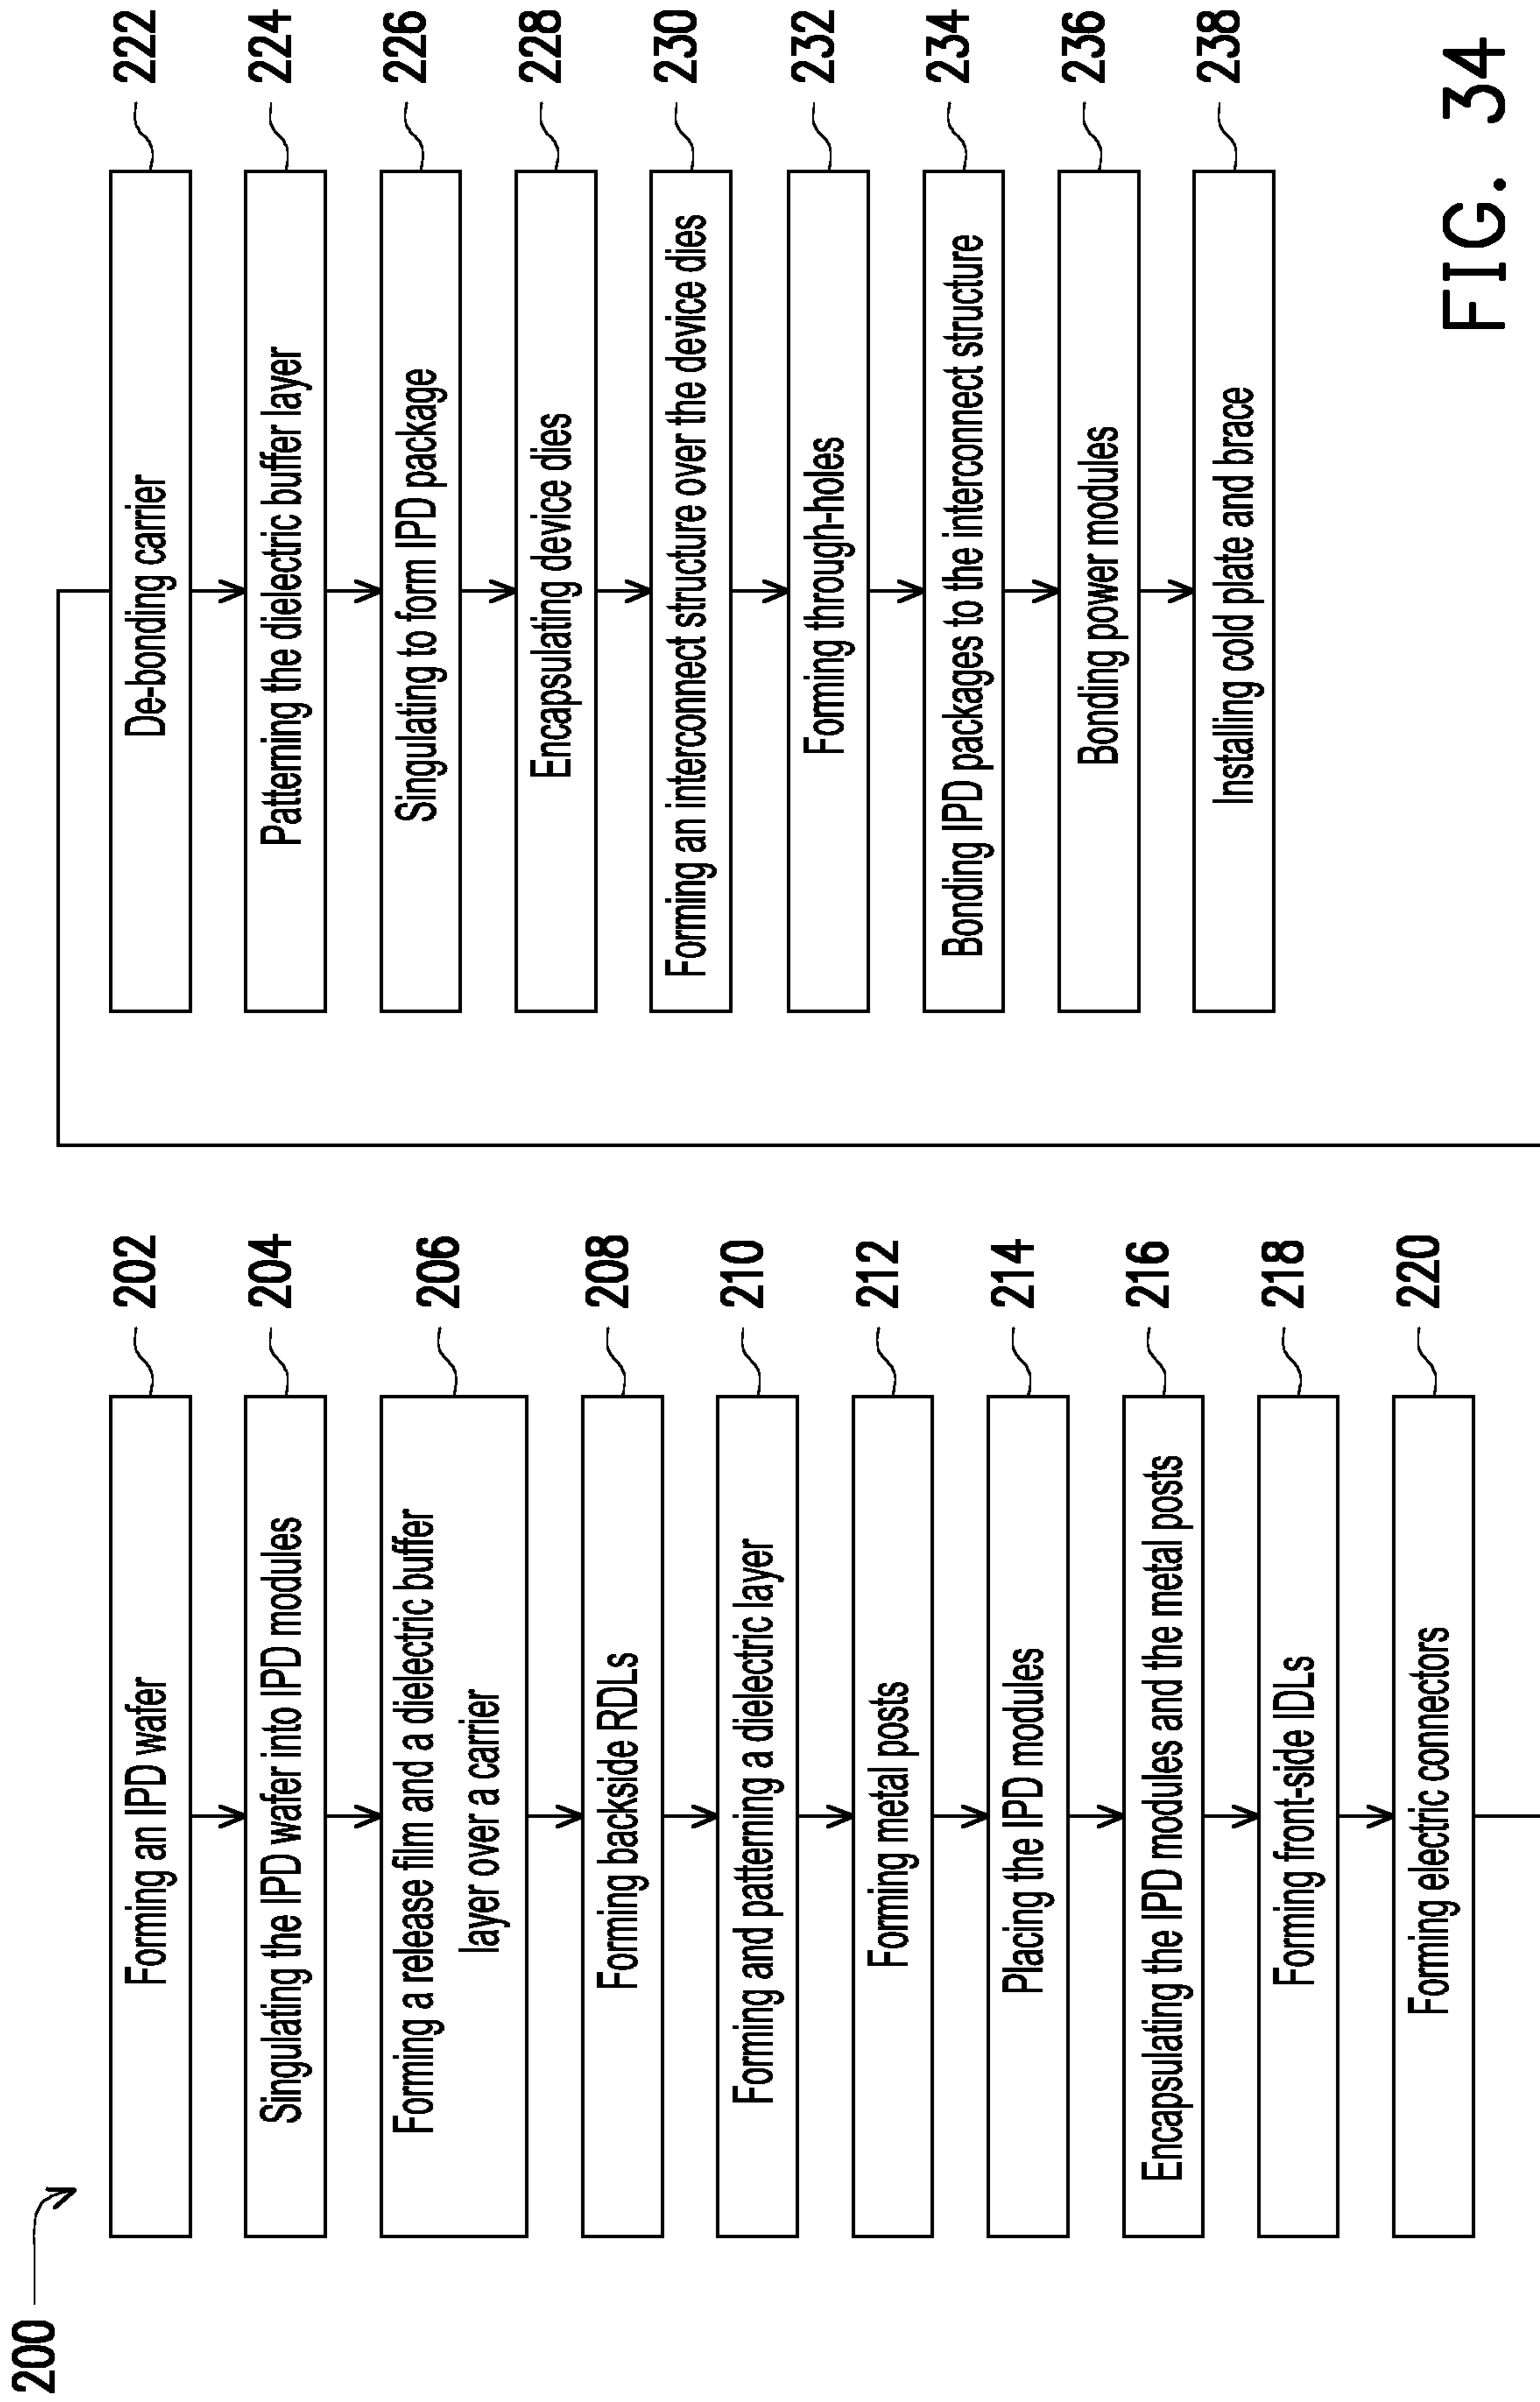 200
Forming an IPD wafer
202
Singulating the IPD wafer into IPD modules
204
Forming a release film and a dielectric buffer
layer over a carrier
206
Forming backside RDLs
208
Forming and patterning a dielectric layer
210
Forming metal posts
212
Placing the IPD modules
214
Encapsulating the IPD modules and the metal posts
216
Forming front-side IDLs
218
Forming electric connectors
220
De-bonding carrier
222
Patterning the dielectric buffer layer
224
Singulating to form IPD package
226
Encapsulating device dies
228
Forming an interconnect structure over the device dies
230
Forming through-holes
232
Bonding IPD packages to the interconnect structure
234
Bonding power modules
236
Installing cold plate and brace
238
FIG. 34